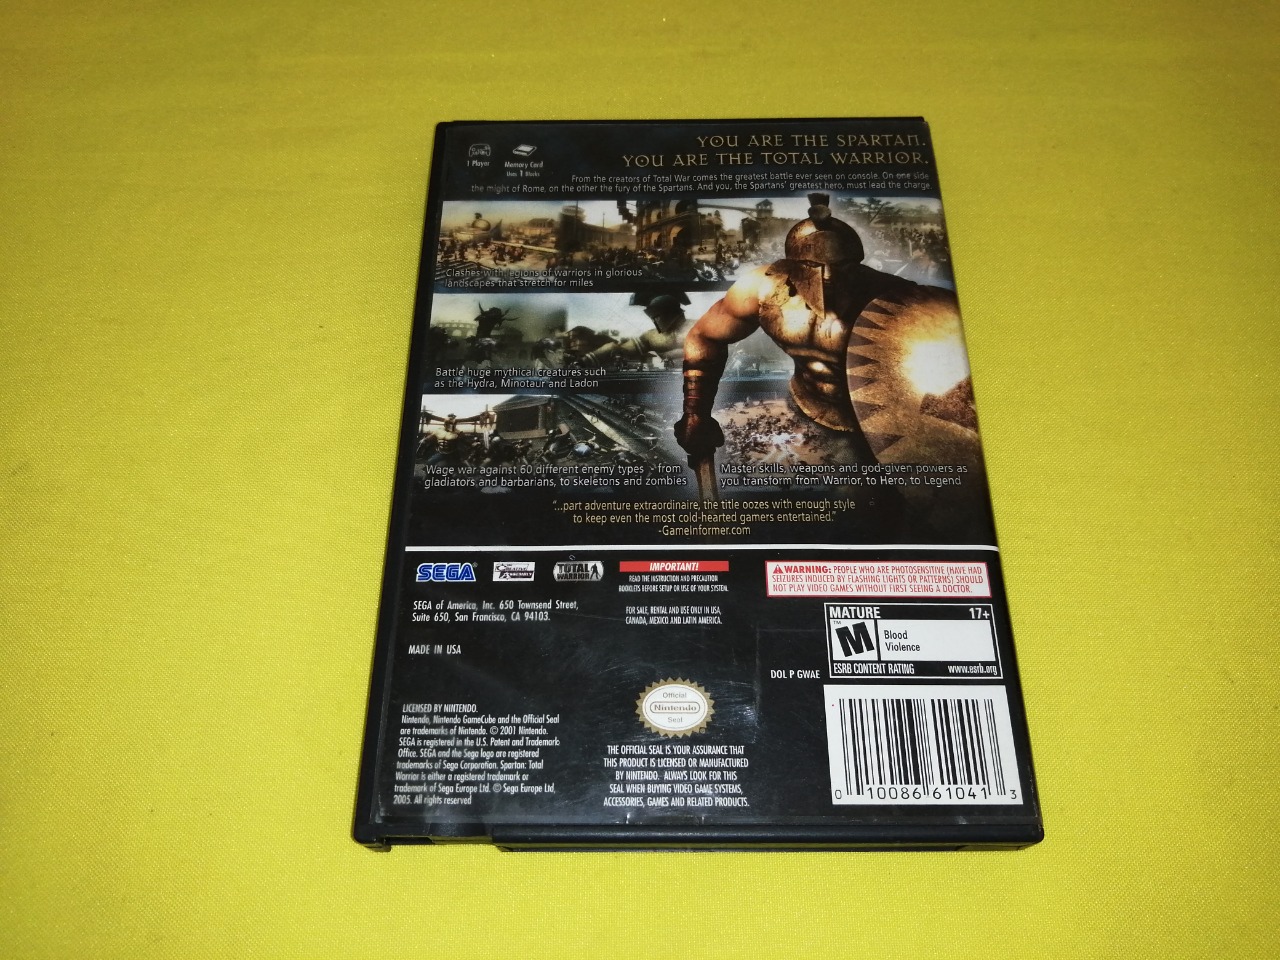 YOU ARE THE SPARTAN.
YOU ARE THE TOTAL WARRIOR.
1 Player
Memory Card
Uses 1 Blocks
From the creators of Total War comes the greatest battle ever seen on console. On one side
the might of Rome, on the other the fury of the Spartans. And you, the Spartans' greatest hero, must lead the charge.
Clashes with legions of warriors in glorious
landscapes that stretch for miles
Battle huge mythical creatures such
as the Hydra, Minotaur and Ladon
Wage war against 60 different enemy types - from
gladiators and barbarians, to skeletons and zombies
Master skills, weapons and god-given powers as
you transform from Warrior, to Hero, to Legend
"...part adventure extraordinaire, the title oozes with enough style
to keep even the most cold-hearted gamers entertained."
-GameInformer.com
SEGA
THE CREATIVE ASSEMBLY
TOTAL
WARRIOR
IMPORTANT!
READ THE INSTRUCTION AND PRECAUTION
BOOKLETS BEFORE SETUP OR USE OF YOUR SYSTEM.
WARNING: PEOPLE WHO ARE PHOTOSENSITIVE (HAVE HAD
SEIZURES INDUCED BY FLASHING LIGHTS OR PATTERNS) SHOULD
NOT PLAY VIDEO GAMES WITHOUT FIRST SEEING A DOCTOR.
SEGA of America, Inc. 650 Townsend Street,
Suite 650, San Francisco, CA 94103.
FOR SALE, RENTAL AND USE ONLY IN USA,
CANADA, MEXICO AND LATIN AMERICA.
MADE IN USA
MATURE 17+
M
TM
Blood
Violence
ESRB CONTENT RATING www.esrb.org
DOL P GWAE
LICENSED BY NINTENDO.
Nintendo, Nintendo GameCube and the Official Seal
are trademarks of Nintendo. © 2001 Nintendo.
SEGA is registered in the U.S. Patent and Trademark
Office. SEGA and the Sega logo are registered
trademarks of Sega Corporation. Spartan: Total
Warrior is either a registered trademark or
trademark of Sega Europe Ltd. © Sega Europe Ltd,
2005. All rights reserved
Official
Nintendo
Seal
THE OFFICIAL SEAL IS YOUR ASSURANCE THAT
THIS PRODUCT IS LICENSED OR MANUFACTURED
BY NINTENDO. ALWAYS LOOK FOR THIS
SEAL WHEN BUYING VIDEO GAME SYSTEMS,
ACCESSORIES, GAMES AND RELATED PRODUCTS.
0 10086 61041 3